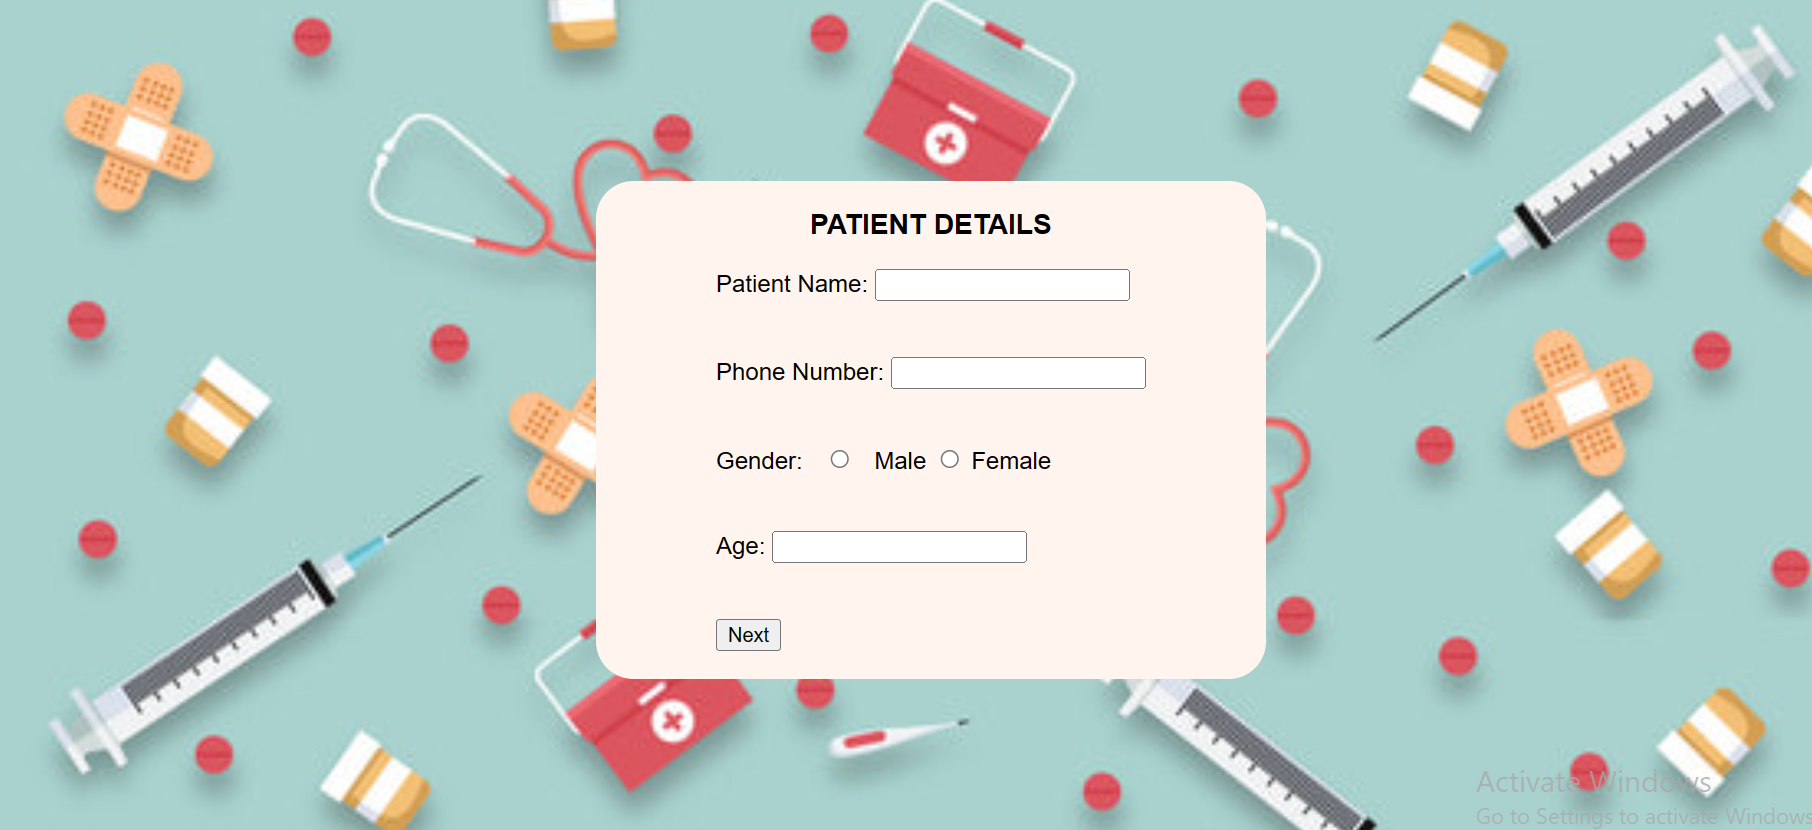 PATIENT DETAILS
Patient Name:
Phone Number:
Gender: Male Female
Age:
Next
Activate Windows
Go to Settings to activate Windows